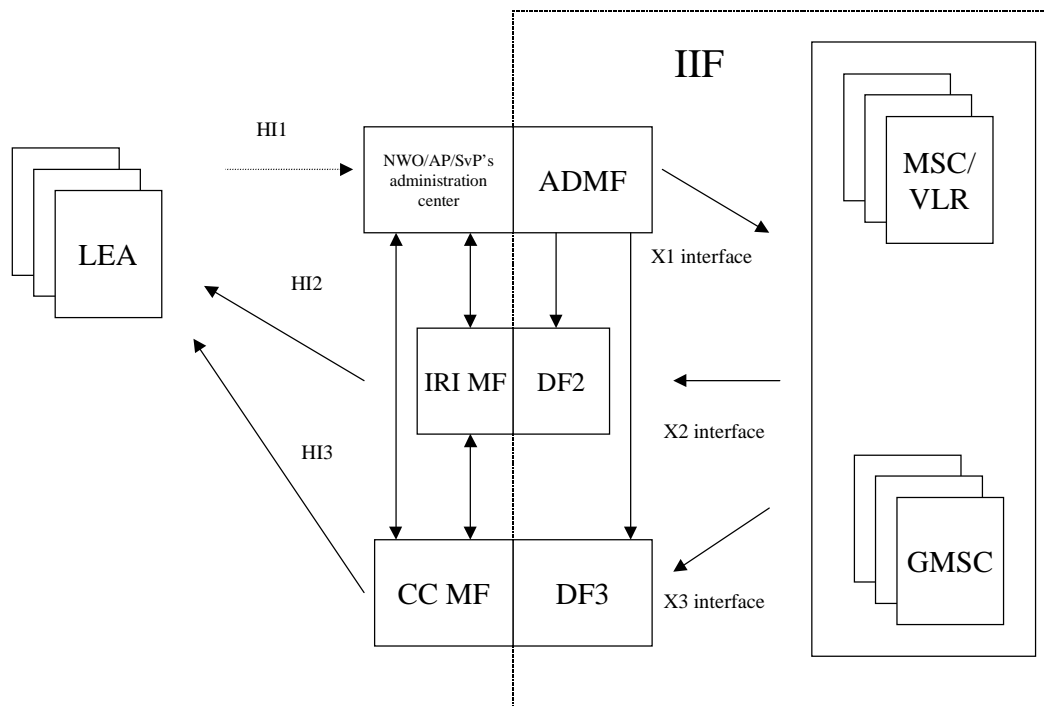 IIF
HI1
NWO/AP/SvP's
administration
center
ADMF
MSC/
VLR
LEA
X1 interface
HI2
IRI MF
DF2
X2 interface
HI3
GMSC
CC MF
DF3
X3 interface